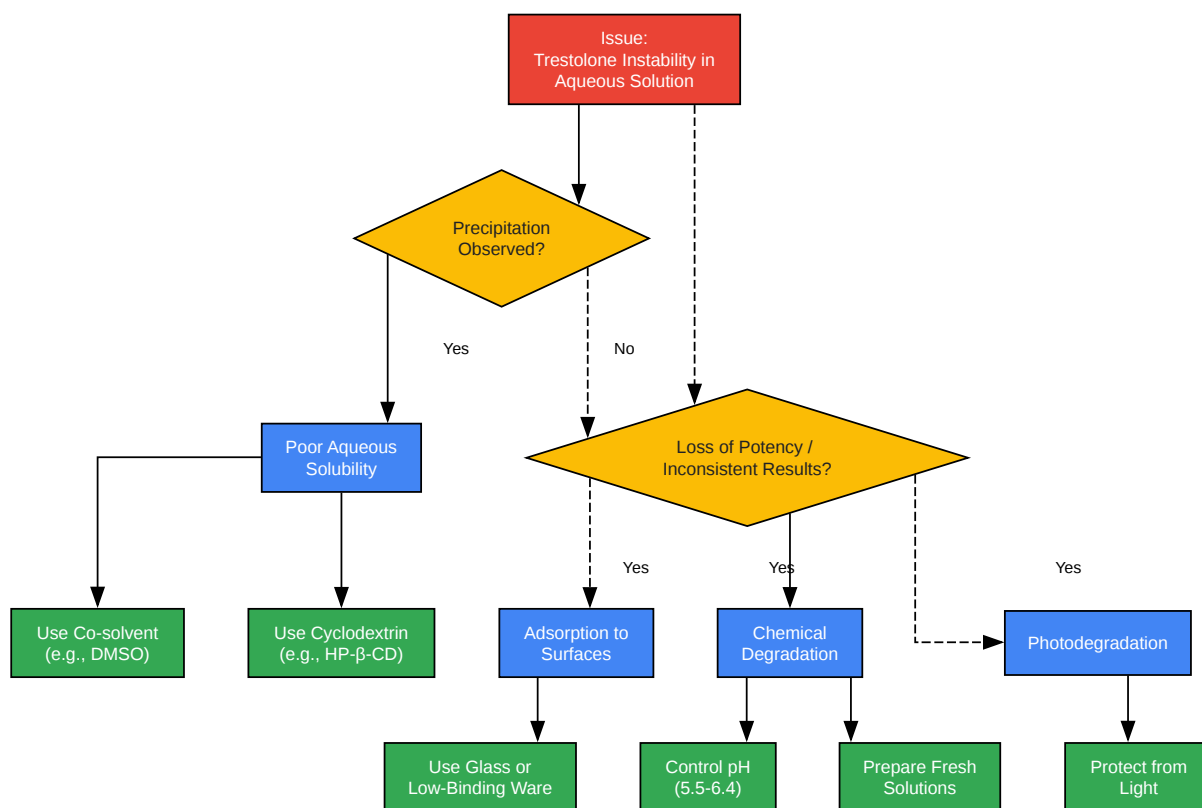 Issue:
Trestolone Instability in
Aqueous Solution
Precipitation
Observed?
Yes
No
Poor Aqueous
Solubility
Loss of Potency /
Inconsistent Results?
Yes
Yes
Yes
Use Co-solvent
(e.g., DMSO)
Use Cyclodextrin
(e.g., HP-β-CD)
Adsorption to
Surfaces
Chemical
Degradation
Photodegradation
Use Glass or
Low-Binding Ware
Control pH
(5.5-6.4)
Prepare Fresh
Solutions
Protect from
Light